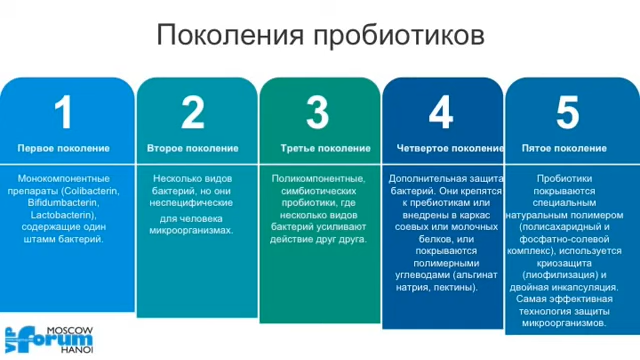 Поколения пробиотиков
1
Первое поколение
Монокомпонентные
препараты (Colibacterin,
Bifidumbacterin,
Lactobacterin),
содержащие один
штамм бактерий.
2
Второе поколение
Несколько видов
бактерий, но они
неспецифические
для человека
микроорганизмах.
3
Третье поколение
Поликомпонентные,
симбиотических
пробиотики, где
несколько видов
бактерий усиливают
действие друг друга.
4
Четвертое поколение
Дополнительная защита
бактерий. Они крепятся
к пребиотикам или
внедрены в каркас
соевых или молочных
белков, или
покрываются
полимерными
углеводами (альгинат
натрия, пектины).
5
Пятое поколение
Пробиотики
покрываются
специальным
натуральным полимером
(полисахаридный и
фосфатно-солевой
комплекс), используется
криозащита
(лиофилизация) и
двойная инкапсуляция.
Самая эффективная
технология защиты
микроорганизмов.
VIP
MOSCOW
forum
HANOI